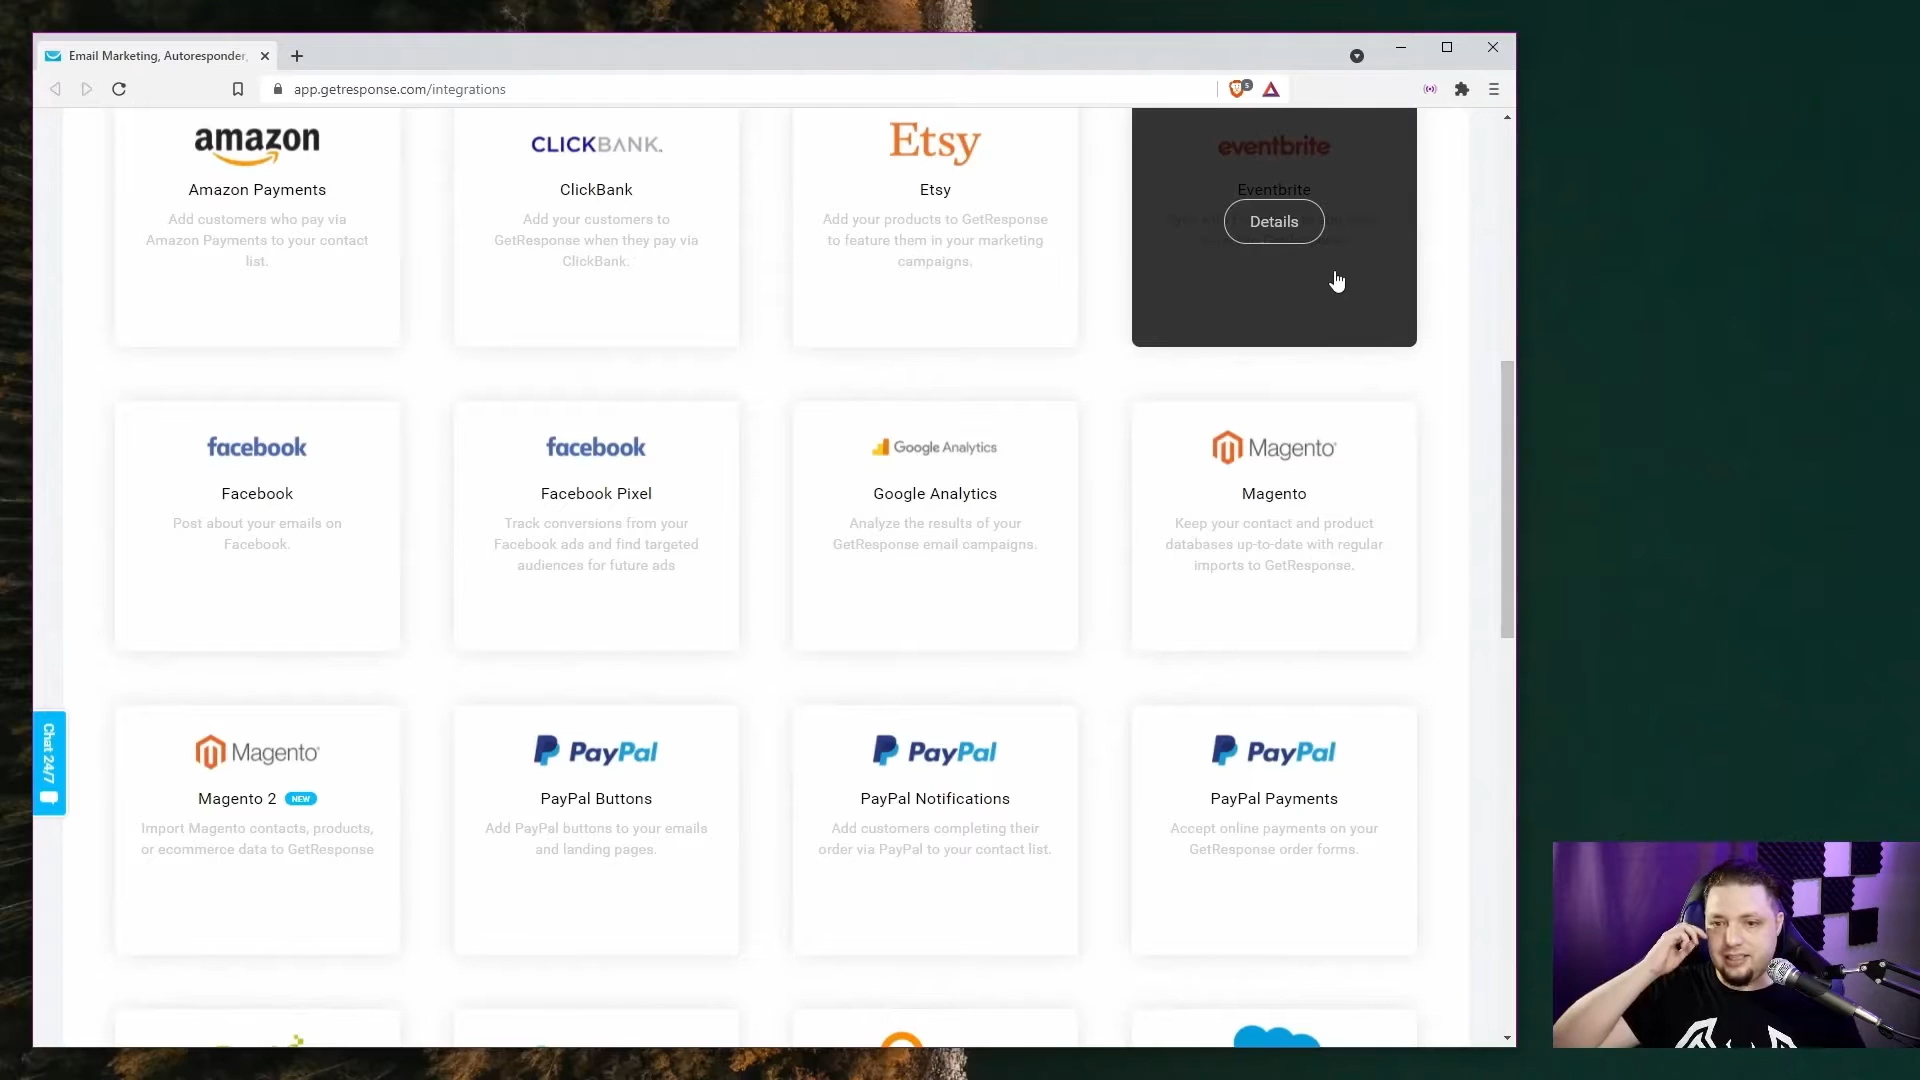 Email Marketing, Autoresponder,
app.getresponse.com/integrations
5
amazon
Amazon Payments
Add customers who pay via
Amazon Payments to your contact
list.
CLICKBANK.
ClickBank
Add your customers to
GetResponse when they pay via
ClickBank.
Etsy
Etsy
Add your products to GetResponse
to feature them in your marketing
campaigns.
eventbrite
Eventbrite
Details
facebook
Facebook
Post about your emails on
Facebook.
facebook
Facebook Pixel
Track conversions from your
Facebook ads and find targeted
audiences for future ads
Google Analytics
Google Analytics
Analyze the results of your
GetResponse email campaigns.
Magento
Magento
Keep your contact and product
databases up-to-date with regular
imports to GetResponse.
Magento
Magento 2 NEW
Import Magento contacts, products,
or ecommerce data to GetResponse
PayPal
PayPal Buttons
Add PayPal buttons to your emails
and landing pages.
PayPal
PayPal Notifications
Add customers completing their
order via PayPal to your contact list.
PayPal
PayPal Payments
Accept online payments on your
GetResponse order forms.
Chat 24/7